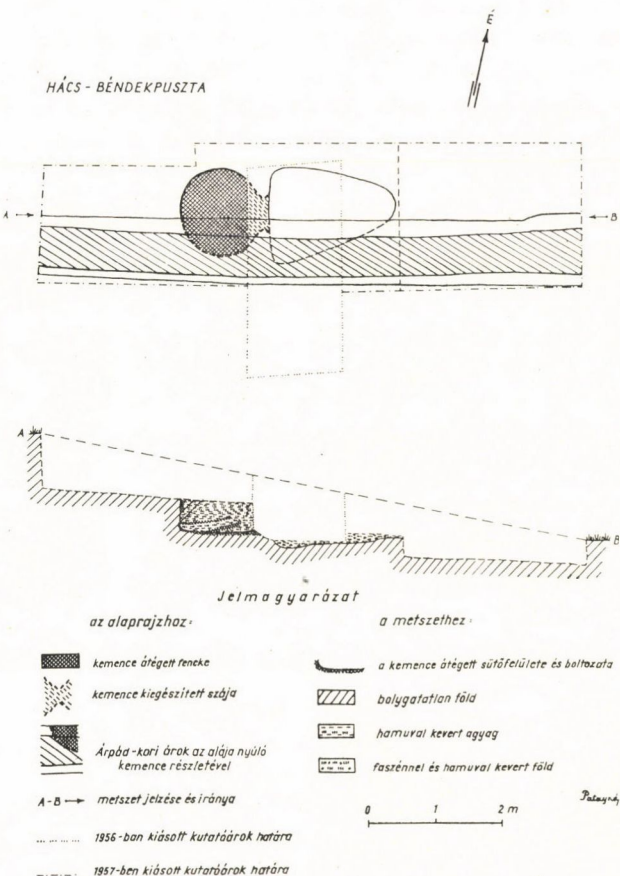 É
HÁCS - BÉNDEKPUSZTA
A
B
A
B
Jelmagyarázat
az alaprajzhoz:
kemence átégett feneke
kemence kiegészített szája
Árpád-kori árok az alája nyúló
kemence részletével
A-B → metszet jelzése és iránya
1956-ban kiásott kutatóárok határa
1957-ben kiásott kutatóárok határa
a metszethez:
a kemence átégett sütőfelülete és boltozata
bolygatatlan föld
hamuval kevert agyag
faszénnel és hamuval kevert föld
0 1 2 m